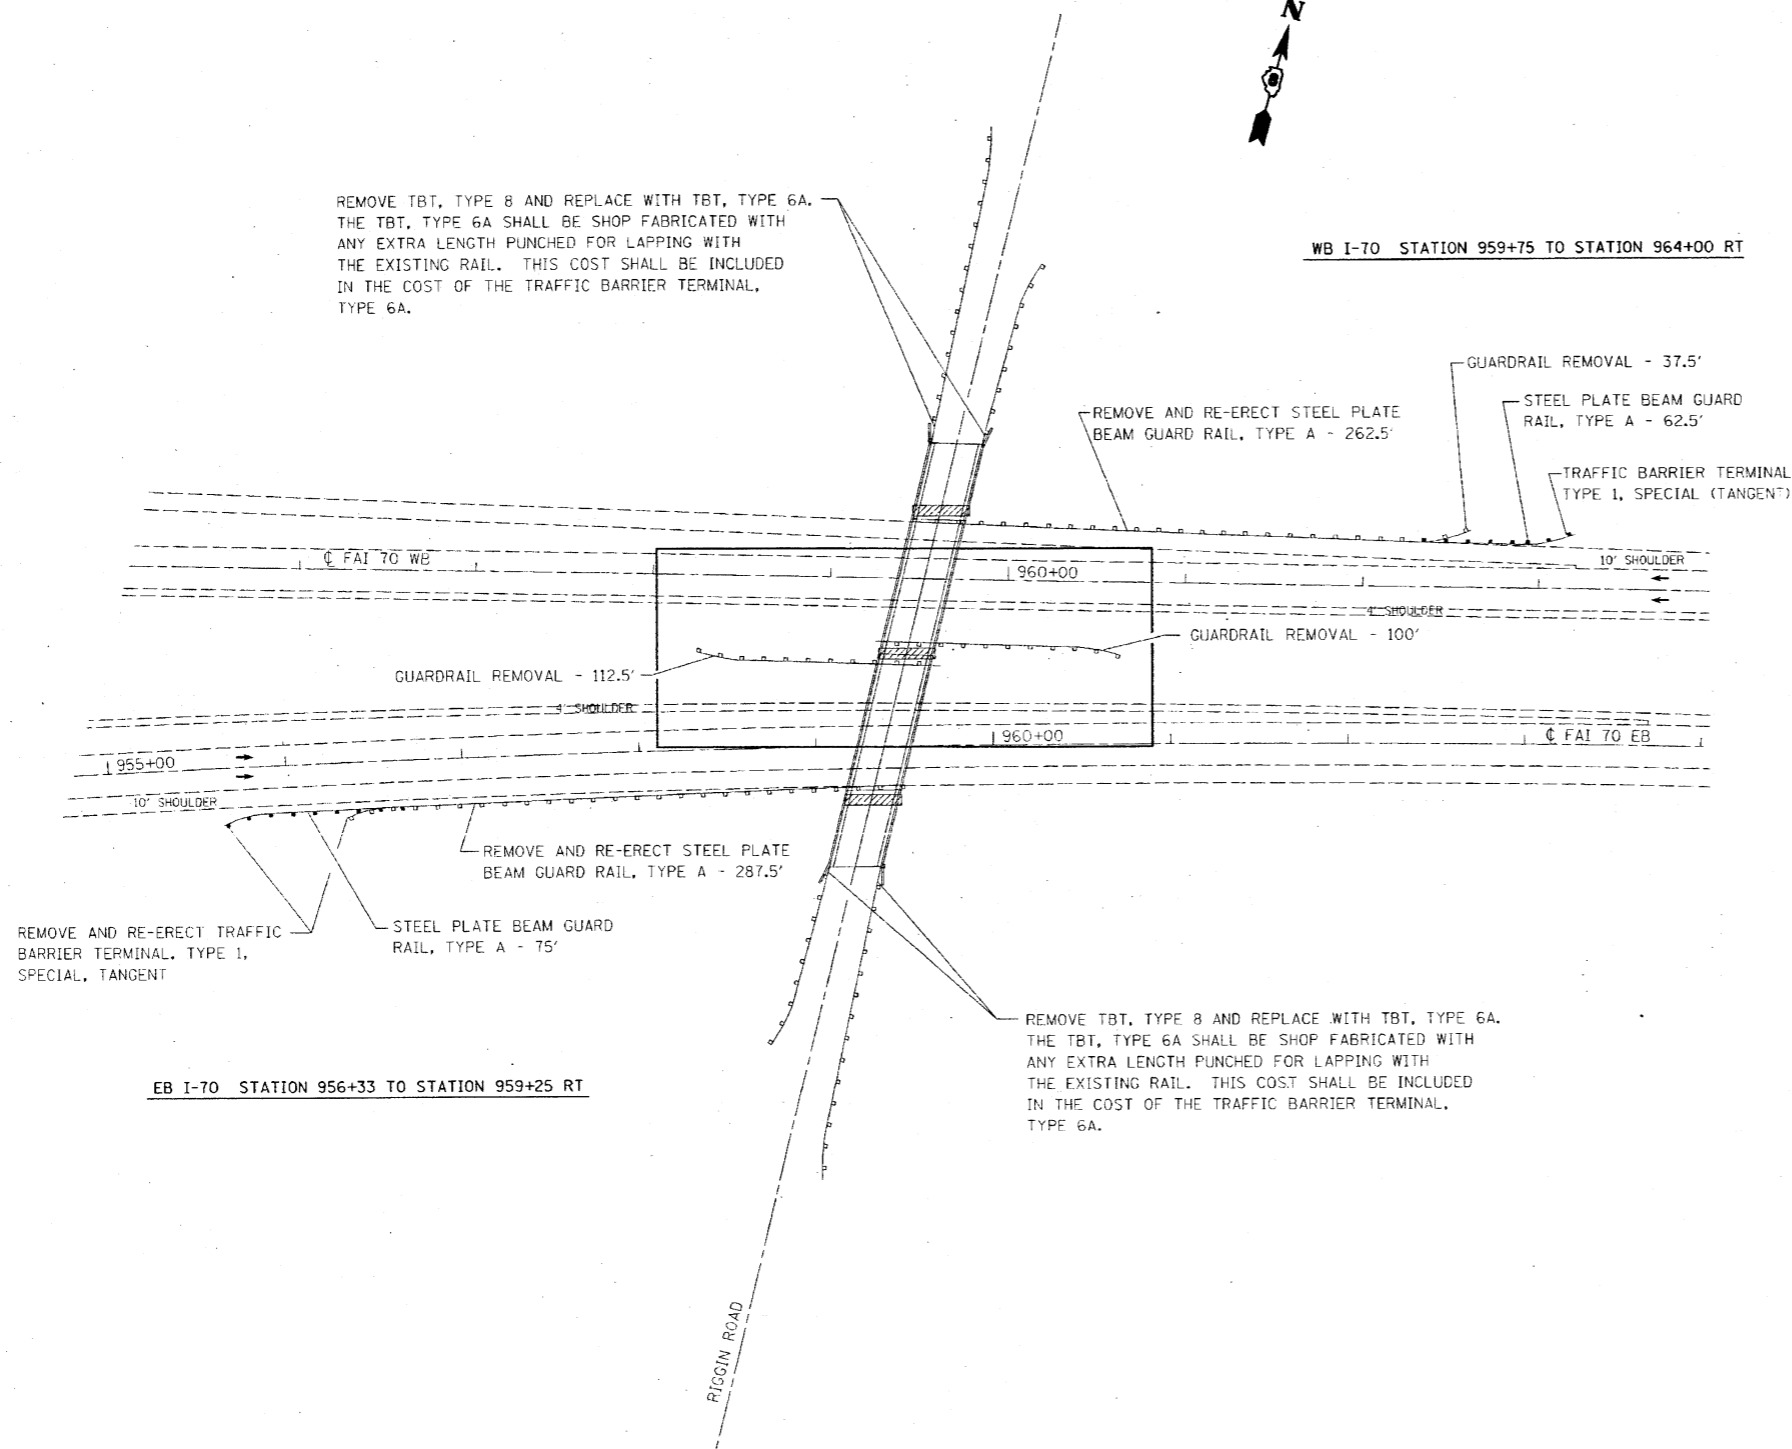 N
REMOVE TBT, TYPE 8 AND REPLACE WITH TBT, TYPE 6A.
THE TBT, TYPE 6A SHALL BE SHOP FABRICATED WITH
ANY EXTRA LENGTH PUNCHED FOR LAPPING WITH
THE EXISTING RAIL. THIS COST SHALL BE INCLUDED
IN THE COST OF THE TRAFFIC BARRIER TERMINAL,
TYPE 6A.
WB I-70 STATION 959+75 TO STATION 964+00 RT
GUARDRAIL REMOVAL - 37.5'
STEEL PLATE BEAM GUARD
RAIL, TYPE A - 62.5'
REMOVE AND RE-ERECT STEEL PLATE
BEAM GUARD RAIL, TYPE A - 262.5'
TRAFFIC BARRIER TERMINAL
TYPE 1, SPECIAL (TANGENT)
℄ FAI 70 WB
960+00
10' SHOULDER
4' SHOULDER
GUARDRAIL REMOVAL - 100'
GUARDRAIL REMOVAL - 112.5'
4' SHOULDER
960+00
℄ FAI 70 EB
955+00
10' SHOULDER
REMOVE AND RE-ERECT STEEL PLATE
BEAM GUARD RAIL, TYPE A - 287.5'
REMOVE AND RE-ERECT TRAFFIC
BARRIER TERMINAL, TYPE 1,
SPECIAL, TANGENT
STEEL PLATE BEAM GUARD
RAIL, TYPE A - 75'
REMOVE TBT, TYPE 8 AND REPLACE WITH TBT, TYPE 6A.
THE TBT, TYPE 6A SHALL BE SHOP FABRICATED WITH
ANY EXTRA LENGTH PUNCHED FOR LAPPING WITH
THE EXISTING RAIL. THIS COST SHALL BE INCLUDED
IN THE COST OF THE TRAFFIC BARRIER TERMINAL,
TYPE 6A.
EB I-70 STATION 956+33 TO STATION 959+25 RT
RIGGIN ROAD